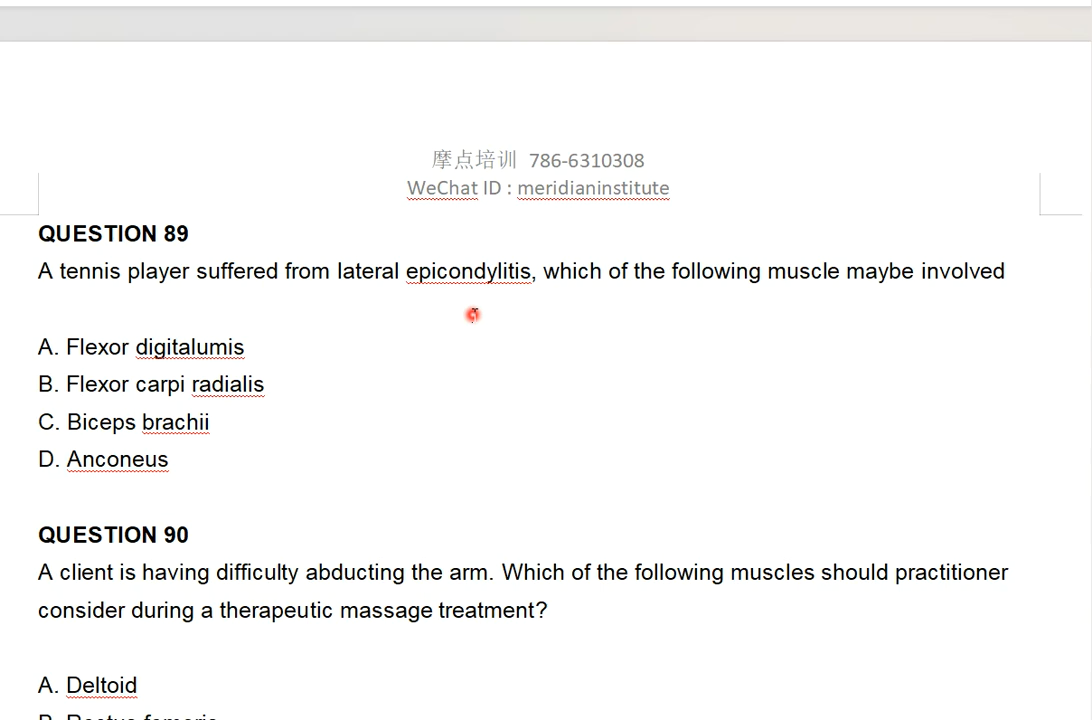 摩点培训 786-6310308
WeChat ID : meridianinstitute
QUESTION 89
A tennis player suffered from lateral epicondylitis, which of the following muscle maybe involved
A. Flexor digitalumis
B. Flexor carpi radialis
C. Biceps brachii
D. Anconeus
QUESTION 90
A client is having difficulty abducting the arm. Which of the following muscles should practitioner
consider during a therapeutic massage treatment?
A. Deltoid
B. Rectus femoris